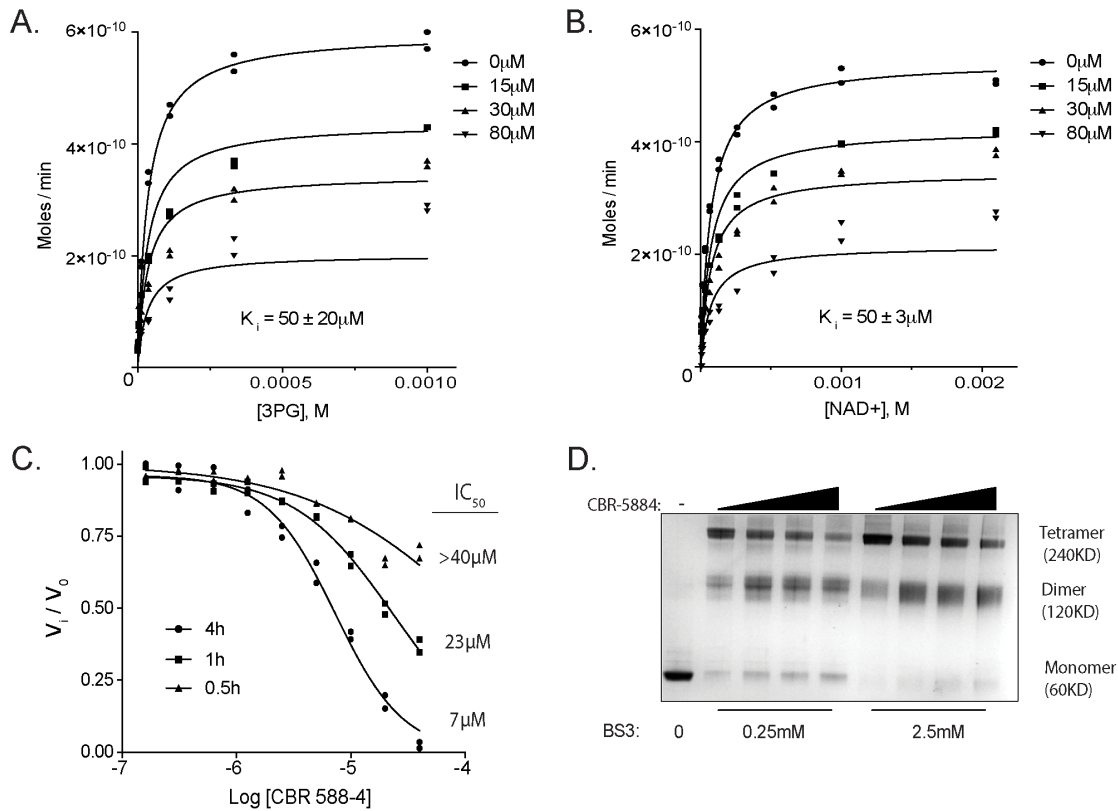 A.
6×10-10
4×10-10
2×10-10
0
0.0005
0.0010
Moles / min
[3PG], M
0μM
15μM
30μM
80μM
Ki = 50 ± 20μM
B.
6×10-10
4×10-10
2×10-10
0
0.001
0.002
Moles / min
[NAD+], M
0μM
15μM
30μM
80μM
Ki = 50 ± 3μM
C.
1.00
0.75
0.50
0.25
0.00
-7
-6
-5
-4
Vi / V0
Log [CBR 588-4]
4h
1h
0.5h
IC50
>40μM
23μM
7μM
D.
CBR-5884: -
Tetramer
(240KD)
Dimer
(120KD)
Monomer
(60KD)
BS3: 0 0.25mM 2.5mM